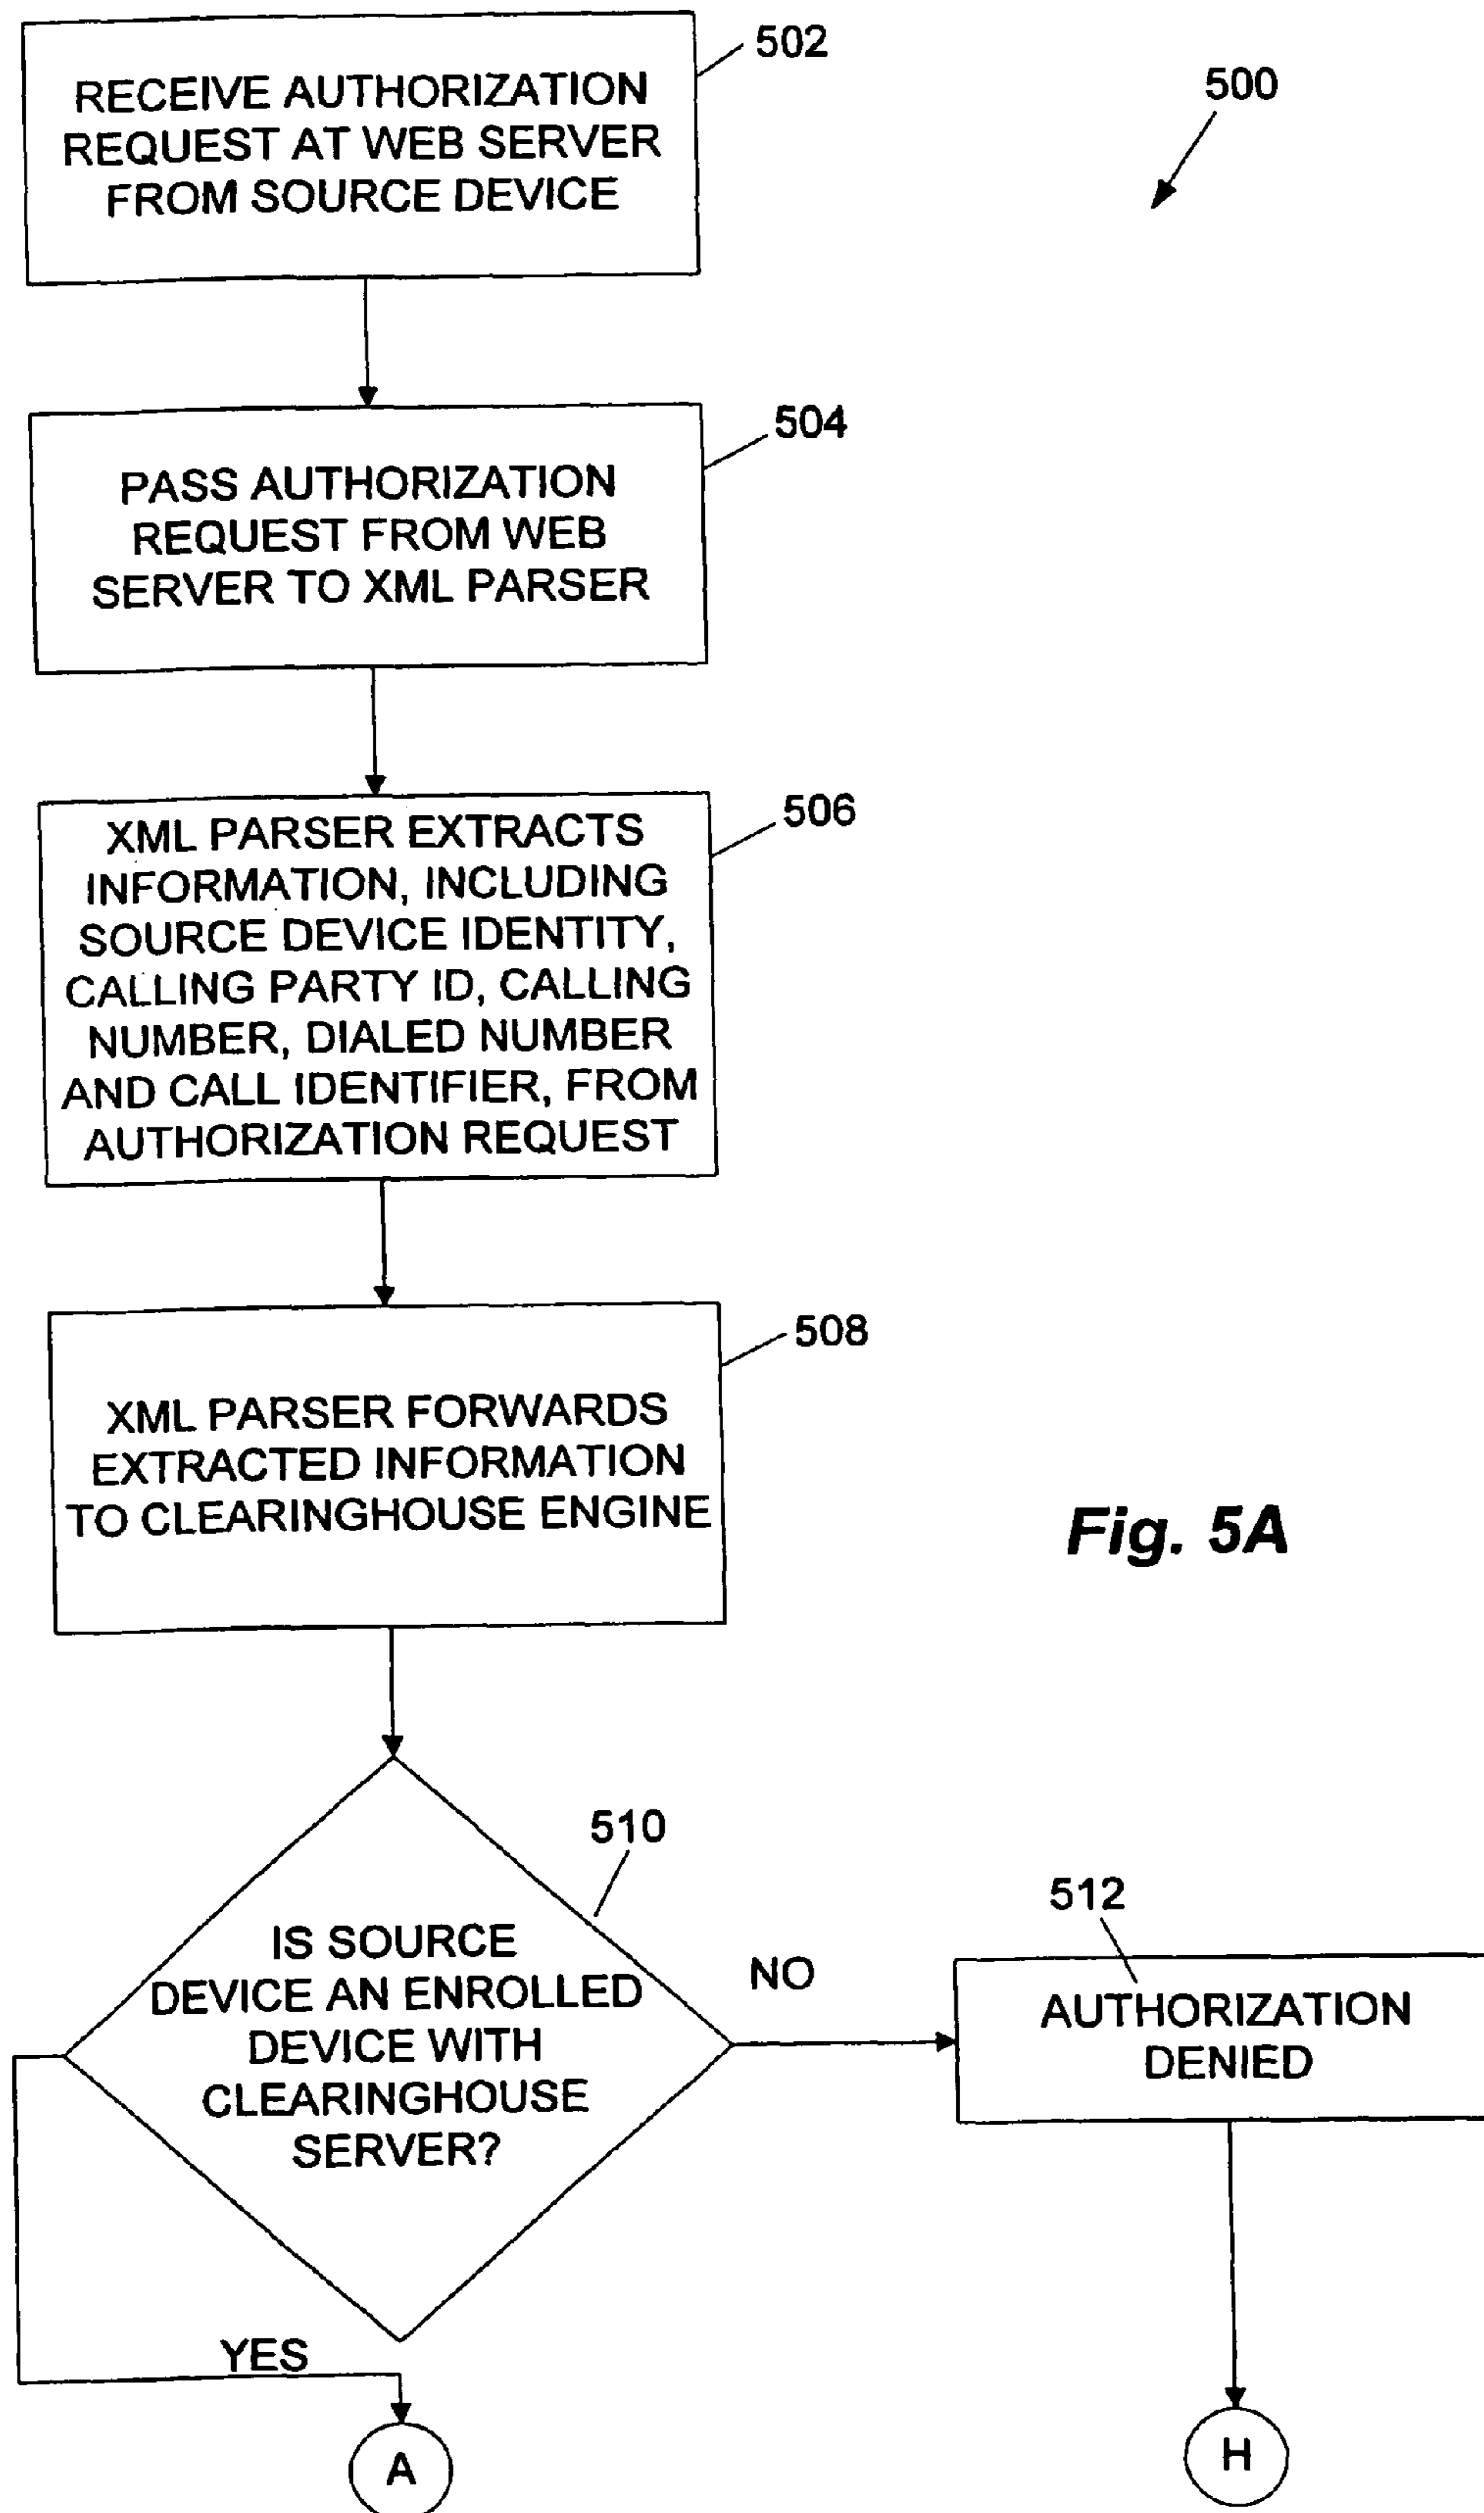 502
500
RECEIVE AUTHORIZATION
REQUEST AT WEB SERVER
FROM SOURCE DEVICE
504
PASS AUTHORIZATION
REQUEST FROM WEB
SERVER TO XML PARSER
506
XML PARSER EXTRACTS
INFORMATION, INCLUDING
SOURCE DEVICE IDENTITY,
CALLING PARTY ID, CALLING
NUMBER, DIALED NUMBER
AND CALL IDENTIFIER, FROM
AUTHORIZATION REQUEST
508
XML PARSER FORWARDS
EXTRACTED INFORMATION
TO CLEARINGHOUSE ENGINE
Fig. 5A
510
IS SOURCE
DEVICE AN ENROLLED
DEVICE WITH
CLEARINGHOUSE
SERVER?
NO
512
AUTHORIZATION
DENIED
YES
A
H